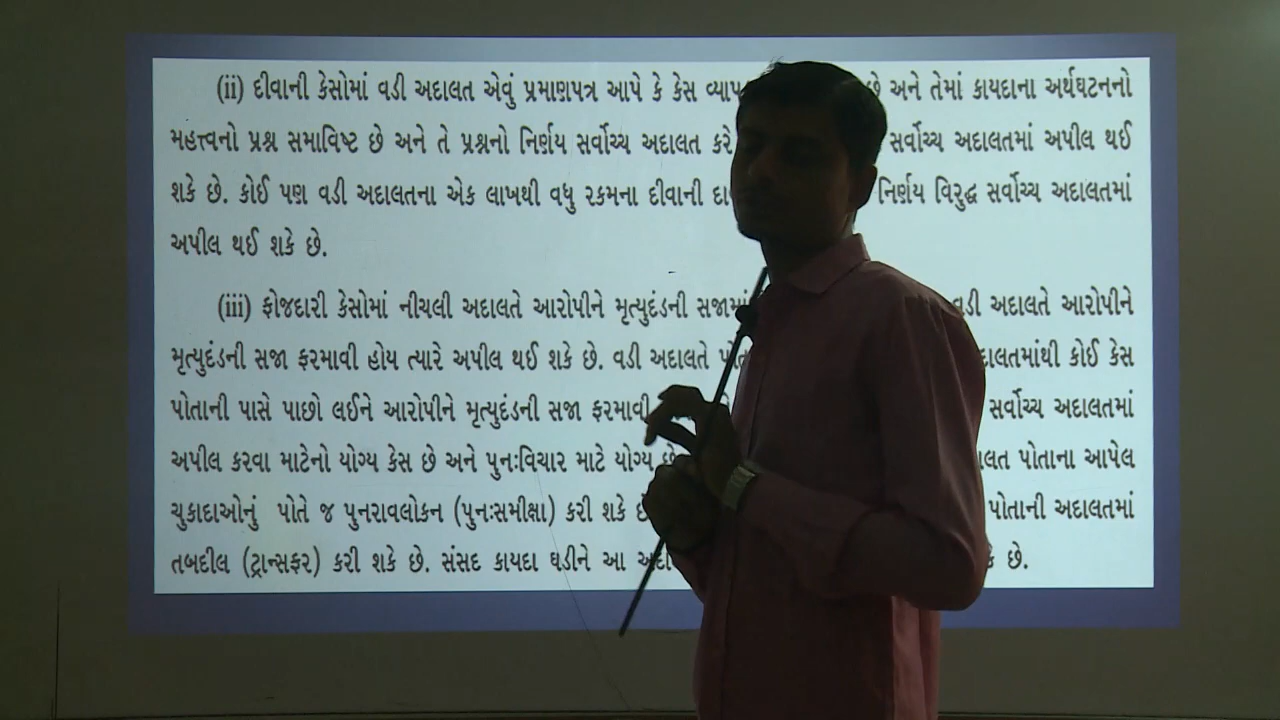 (ii) દીવાની કેસોમાં વડી અદાલત એવું પ્રમાણપત્ર આપે કે કેસ છે અને તેમાં કાયદાના અર્થઘટનનો
મહત્ત્વનો પ્રશ્ન સમાવિષ્ટ છે અને તે પ્રશ્નનો નિર્ણય સર્વોચ્ચ અદાલત કરે સર્વોચ્ચ અદાલતમાં અપીલ થઈ
શકે છે. કોઈ પણ વડી અદાલતના એક લાખથી વધુ રકમના દીવાની નિર્ણય વિરુદ્ધ સર્વોચ્ચ અદાલતમાં
અપીલ થઈ શકે છે.
(iii) ફોજદારી કેસોમાં નીચલી અદાલતે આરોપીને મૃત્યુદંડની વડી અદાલતે આરોપીને
મૃત્યુદંડની સજા ફરમાવી હોય ત્યારે અપીલ થઈ શકે છે. વડી અદાલતે કોઈ કેસ
પોતાની પાસે પાછો લઈને આરોપીને મૃત્યુદંડની સજા ફરમાવી સર્વોચ્ચ અદાલતમાં
અપીલ કરવા માટેનો યોગ્ય કેસ છે અને પુનઃવિચાર માટે યોગ્ય પોતાના આપેલ
ચુકાદાઓનું પોતે જ પુનરાવલોકન (પુનઃસમીક્ષા) કરી શકે પોતાની અદાલતમાં
તબદીલ (ટ્રાન્સફર) કરી શકે છે. સંસદ કાયદા ઘડીને આ છે.